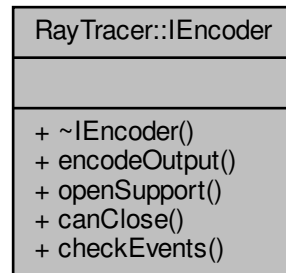 RayTracer::IEncoder
+ ~IEncoder()
+ encodeOutput()
+ openSupport()
+ canClose()
+ checkEvents()